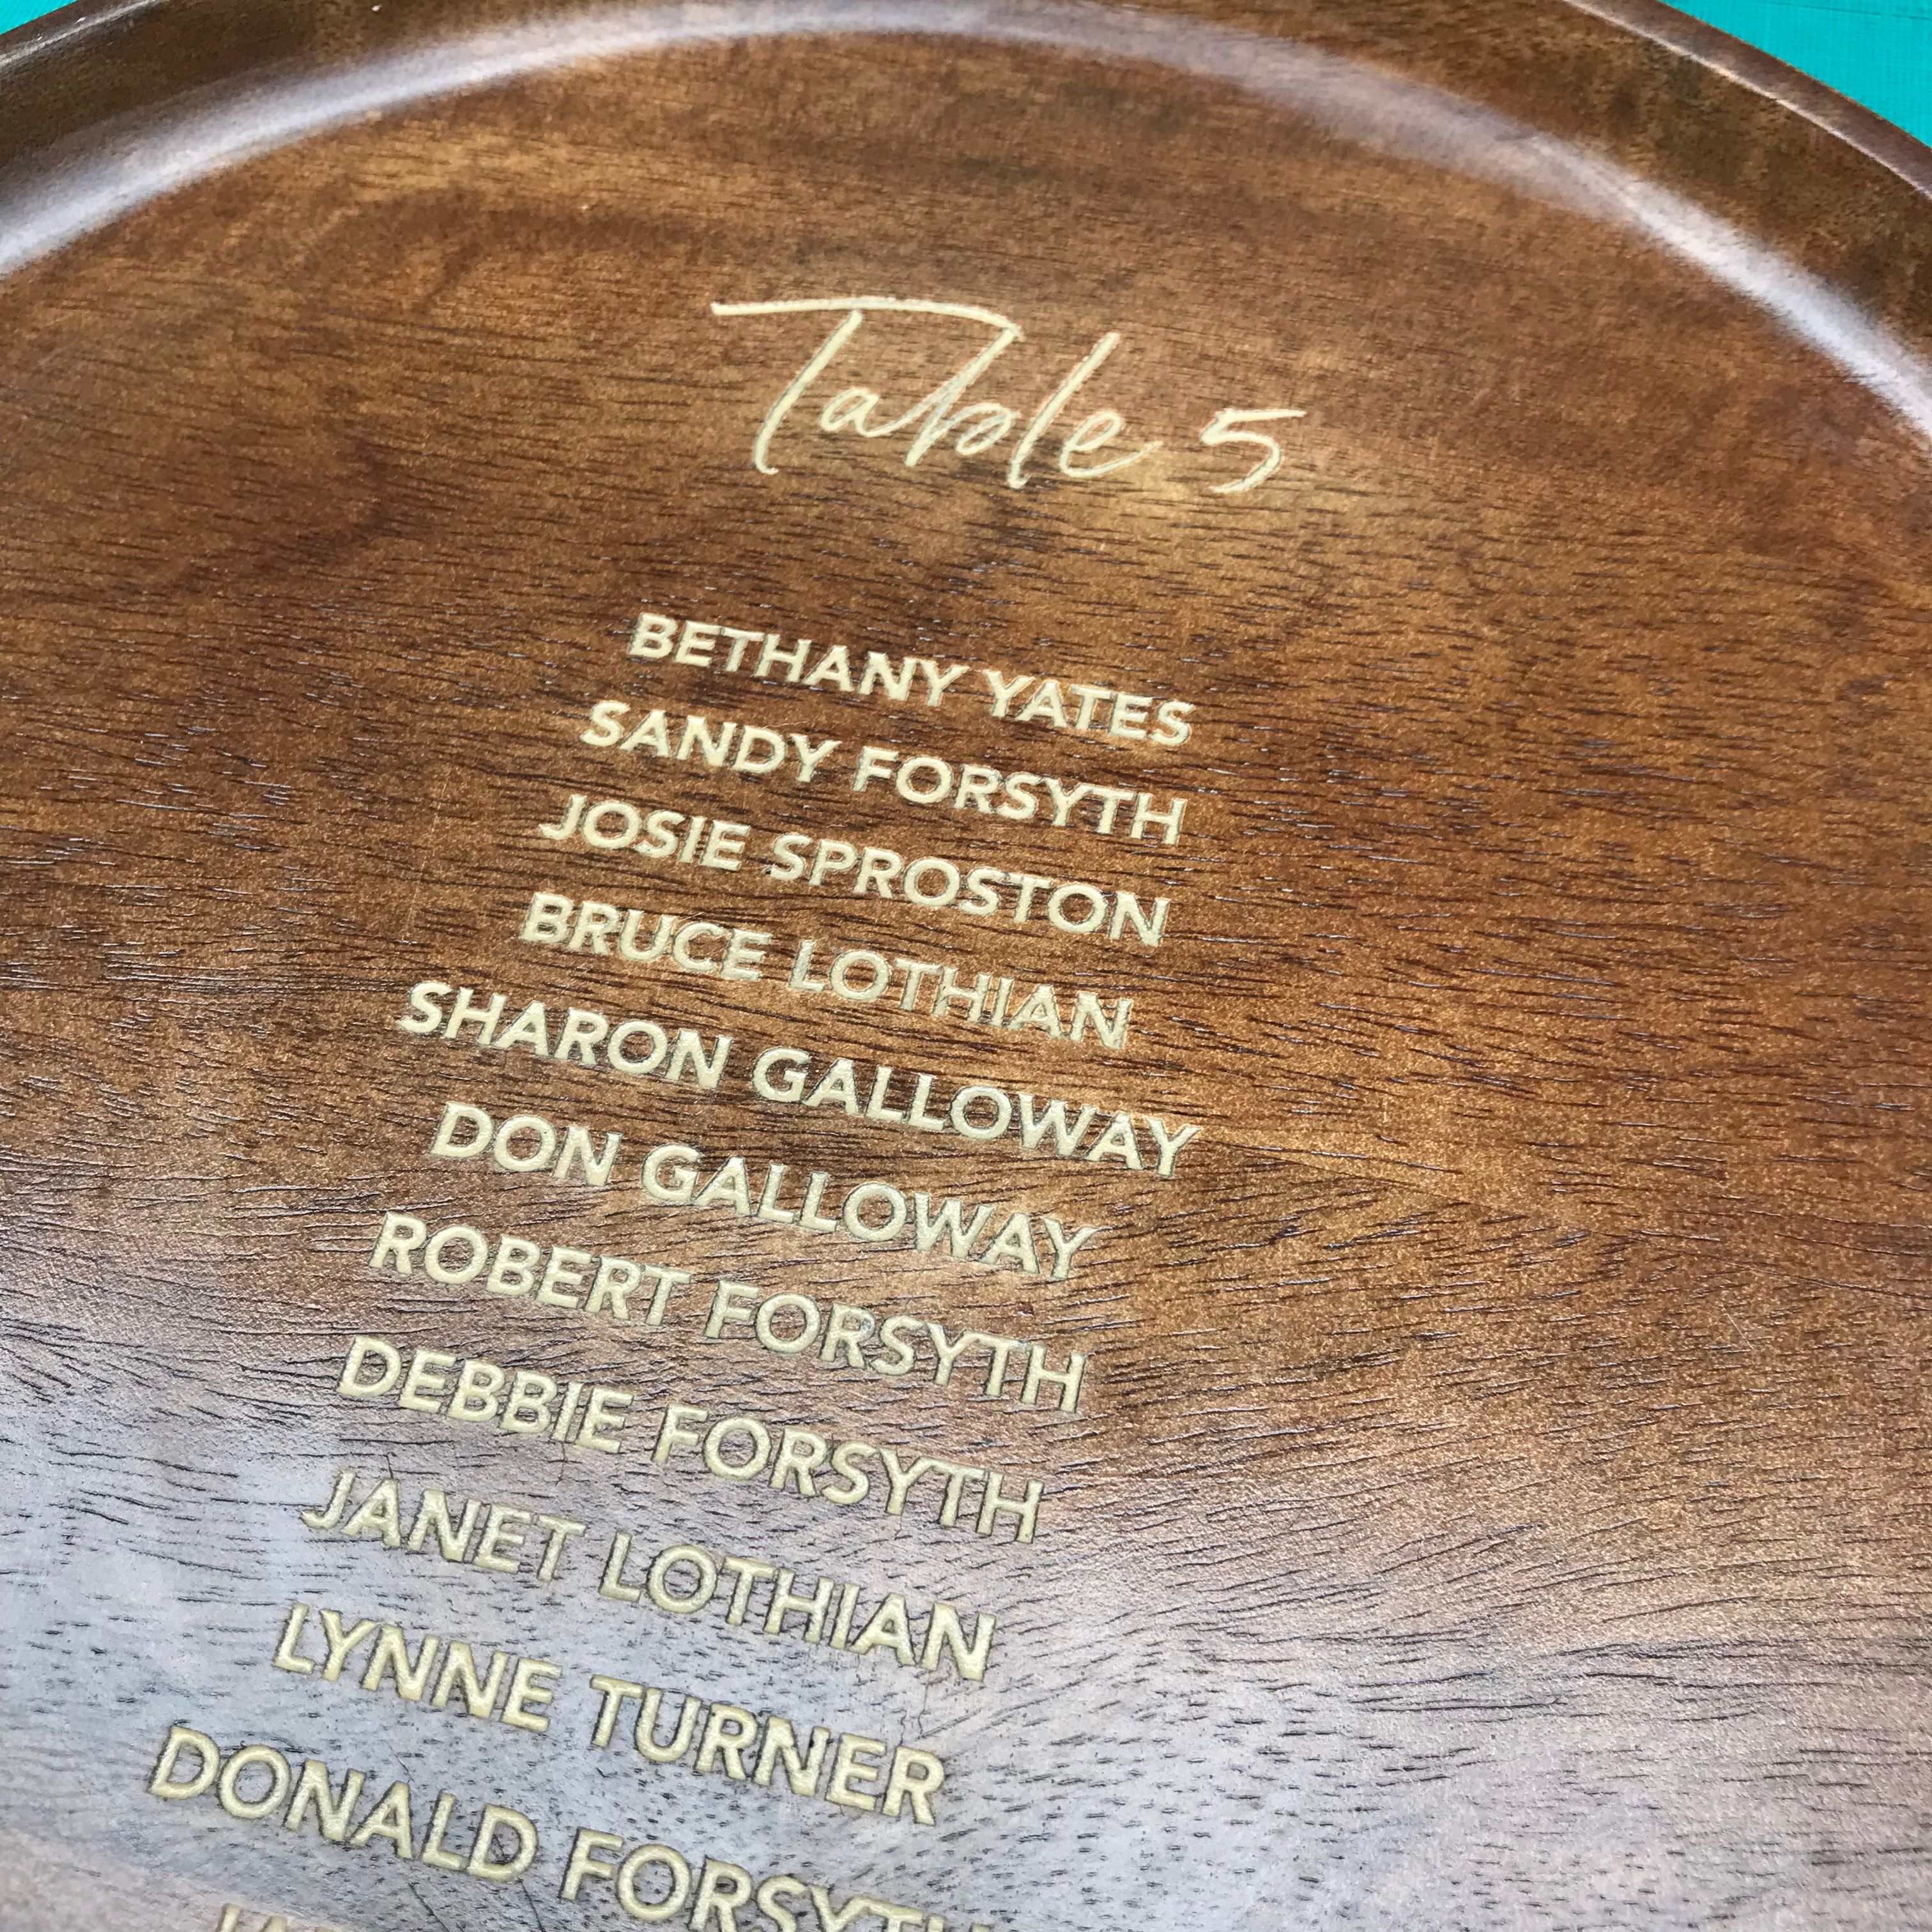 Table 5
BETHANY YATES
SANDY FORSYTH
JOSIE SPROSTON
BRUCE LOTHIAN
SHARON GALLOWAY
DON GALLOWAY
ROBERT FORSYTH
DEBBIE FORSYTH
JANET LOTHIAN
LYNNE TURNER
DONALD FORSYTH